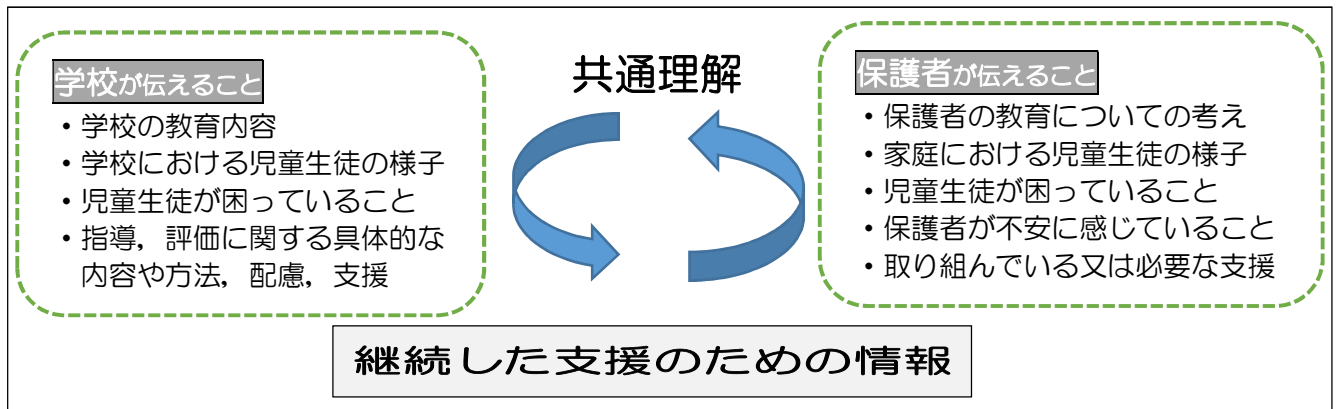 学校が伝えること
・学校の教育内容
・学校における児童生徒の様子
・児童生徒が困っていること
・指導，評価に関する具体的な
内容や方法，配慮，支援
共通理解
保護者が伝えること
・保護者の教育についての考え
・家庭における児童生徒の様子
・児童生徒が困っていること
・保護者が不安に感じていること
・取り組んでいる又は必要な支援
継続した支援のための情報